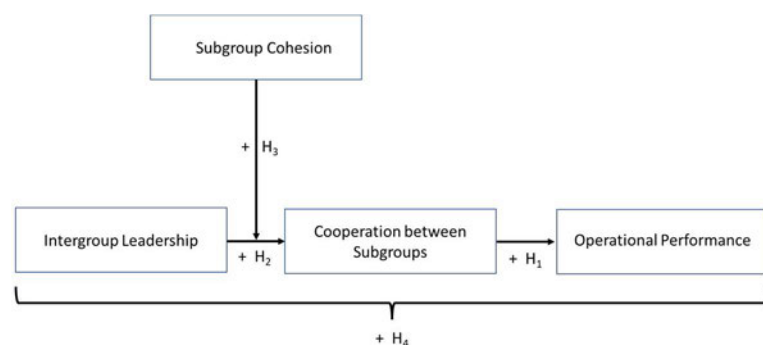 Subgroup Cohesion
+ H₃
Intergroup Leadership
+ H₂
Cooperation between
Subgroups
+ H₁
Operational Performance
+ H₄